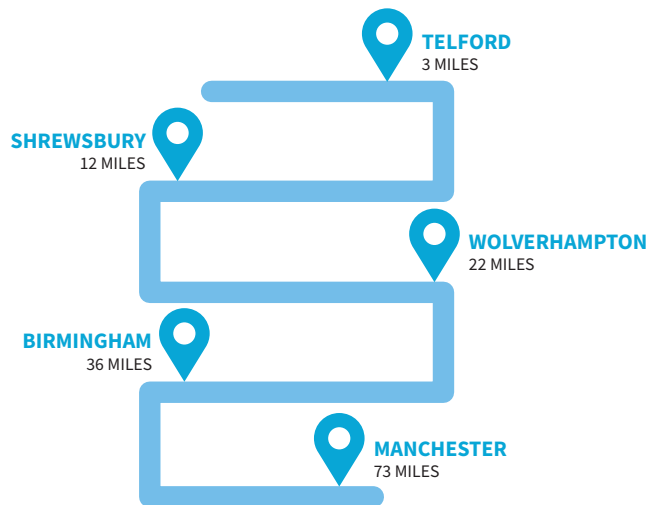 TELFORD
3 MILES
SHREWSBURY
12 MILES
WOLVERHAMPTON
22 MILES
BIRMINGHAM
36 MILES
MANCHESTER
73 MILES